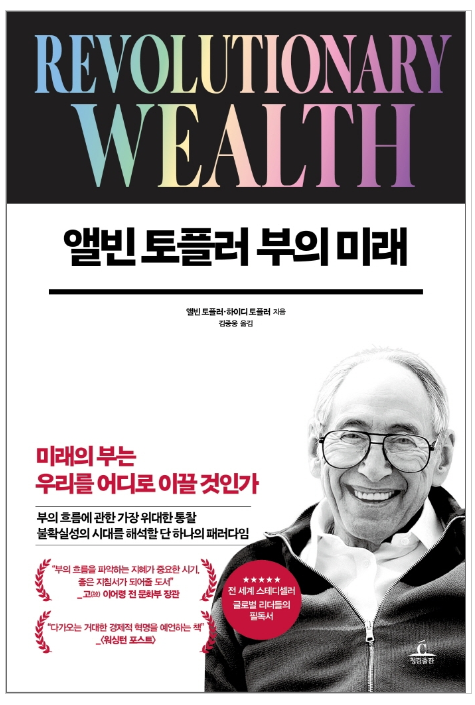 REVOLUTIONARY
WEALTH
앨빈 토플러 부의 미래
앨빈 토플러·하이디 토플러 지음
김중웅 옮김
미래의 부는
우리를 어디로 이끌 것인가
부의 흐름에 관한 가장 위대한 통찰
불확실성의 시대를 해석할 단 하나의 패러다임
"부의 흐름을 파악하는 지혜가 중요한 시기,
좋은 지침서가 되어줄 도서"
_고(故) 이어령 전 문화부 장관
"다가오는 거대한 경제적 혁명을 예언하는 책"
_《워싱턴 포스트》
★★★★★
전 세계 스테디셀러
글로벌 리더들의
필독서
청림출판